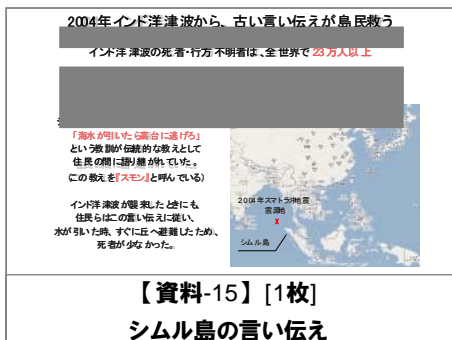 2004年インド洋津波から、古い言い伝えが島民救う
インド洋津波の死者・行方不明者は、全世界で23万人以上
「海水が引いたら高台に逃げろ」
という教訓が伝統的な教えとして
住民の間に語り継がれていた。
(この教えを『スモン』と呼んでいる)
インド洋津波が襲来したときにも、
住民らはこの言い伝えに従い、
水が引いた時、すぐに丘へ避難したため、
死者が少なかった。
2004年スマトラ沖地震
震源地
x
シムル島
【資料-15】[1枚]
シムル島の言い伝え